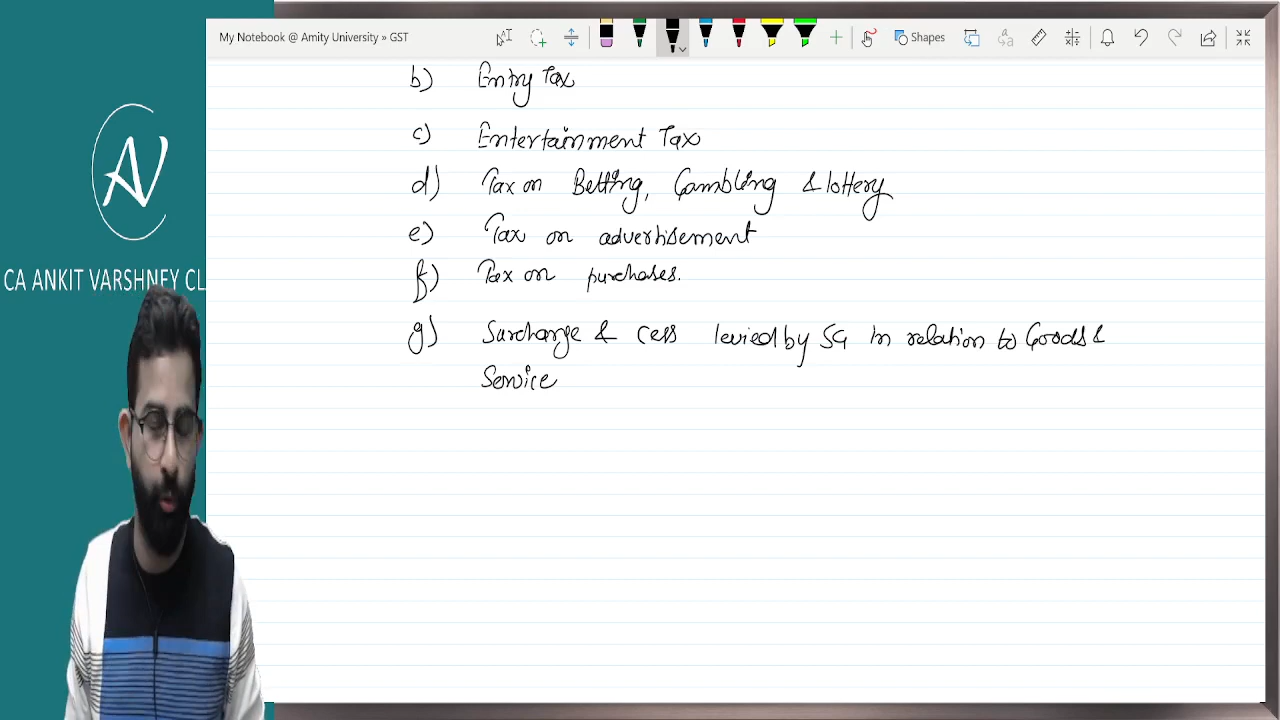 My Notebook @ Amity University » GST
Shapes
b) Entry Tax
c) Entertainment Tax
d) Tax on Betting, Gambling & lottery
e) Tax on advertisement
f) Tax on purchases.
g) Surcharge & cess levied by SG in relation to Goods &
Service
AV
CA ANKIT VARSHNEY CL